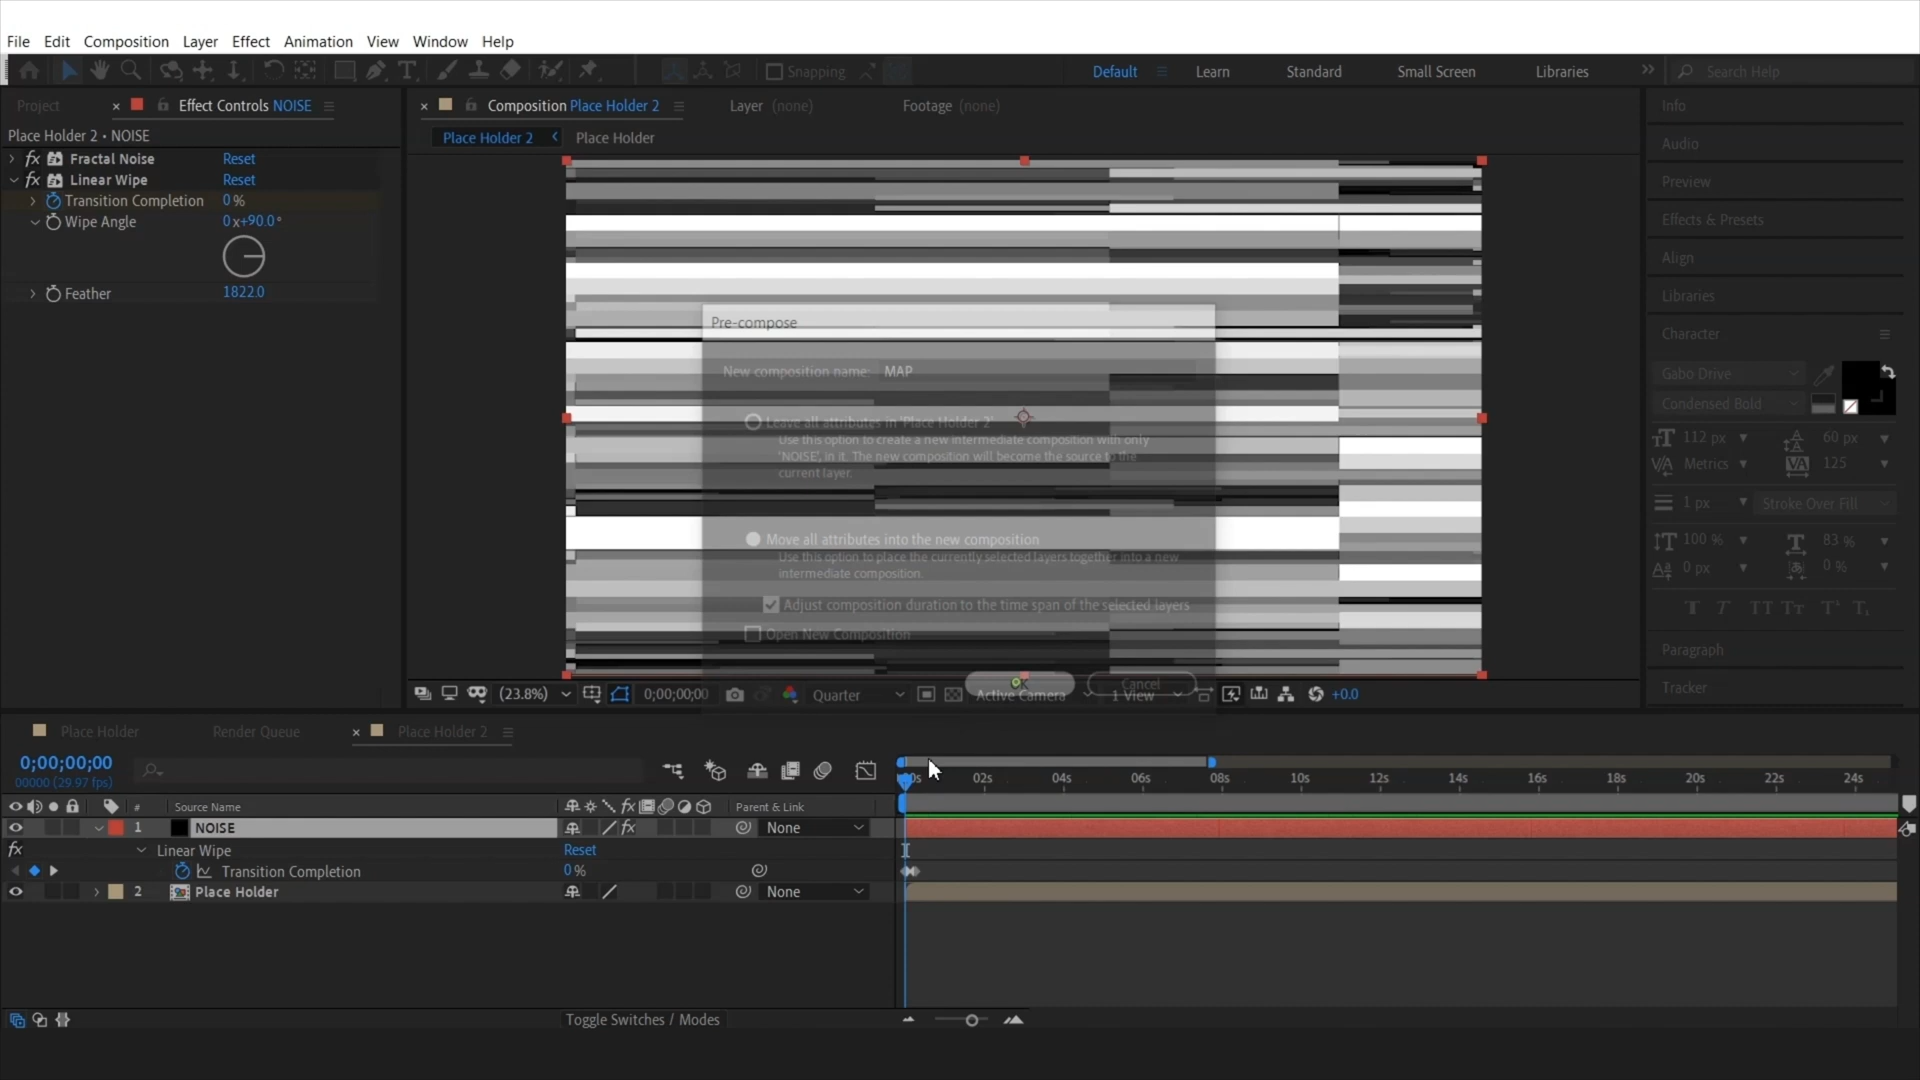 File Edit Composition Layer Effect Animation View Window Help
Snapping Default Learn Standard Small Screen Libraries Search Help
Project Effect Controls NOISE Composition Place Holder 2 Layer (none) Footage (none) Info
Place Holder 2 • NOISE Place Holder 2 Place Holder
fx Fractal Noise Reset
fx Linear Wipe Reset
Transition Completion 0 %
Wipe Angle 0 x+90.0°
Feather 1822.0
Audio
Preview
Effects & Presets
Align
Libraries
Character
Gabo Drive
Condensed Bold
112 px 60 px
Metrics 125
1 px Stroke Over Fill
100 % 83 %
0 px 0 %
Paragraph
Tracker
Pre-compose
New composition name: MAP
Leave all attributes in 'Place Holder 2'
Use this option to create a new intermediate composition with only
'NOISE', in it. The new composition will become the source to the
current layer.
Move all attributes into the new composition
Use this option to place the currently selected layers together into a new
intermediate composition.
Adjust composition duration to the time span of the selected layers
Open New Composition
OK Cancel
(23.8%) 0;00;00;00 Quarter Active Camera 1 View +0.0
Place Holder Render Queue Place Holder 2
0;00;00;00
00000 (29.97 fps)
02s 04s 06s 08s 10s 12s 14s 16s 18s 20s 22s 24s
# Source Name fx Parent & Link
1 NOISE fx None
fx Linear Wipe Reset
Transition Completion 0 %
2 Place Holder None
Toggle Switches / Modes